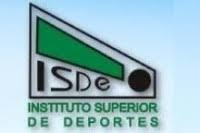 ISDe
INSTITUTO SUPERIOR
DE DEPORTES